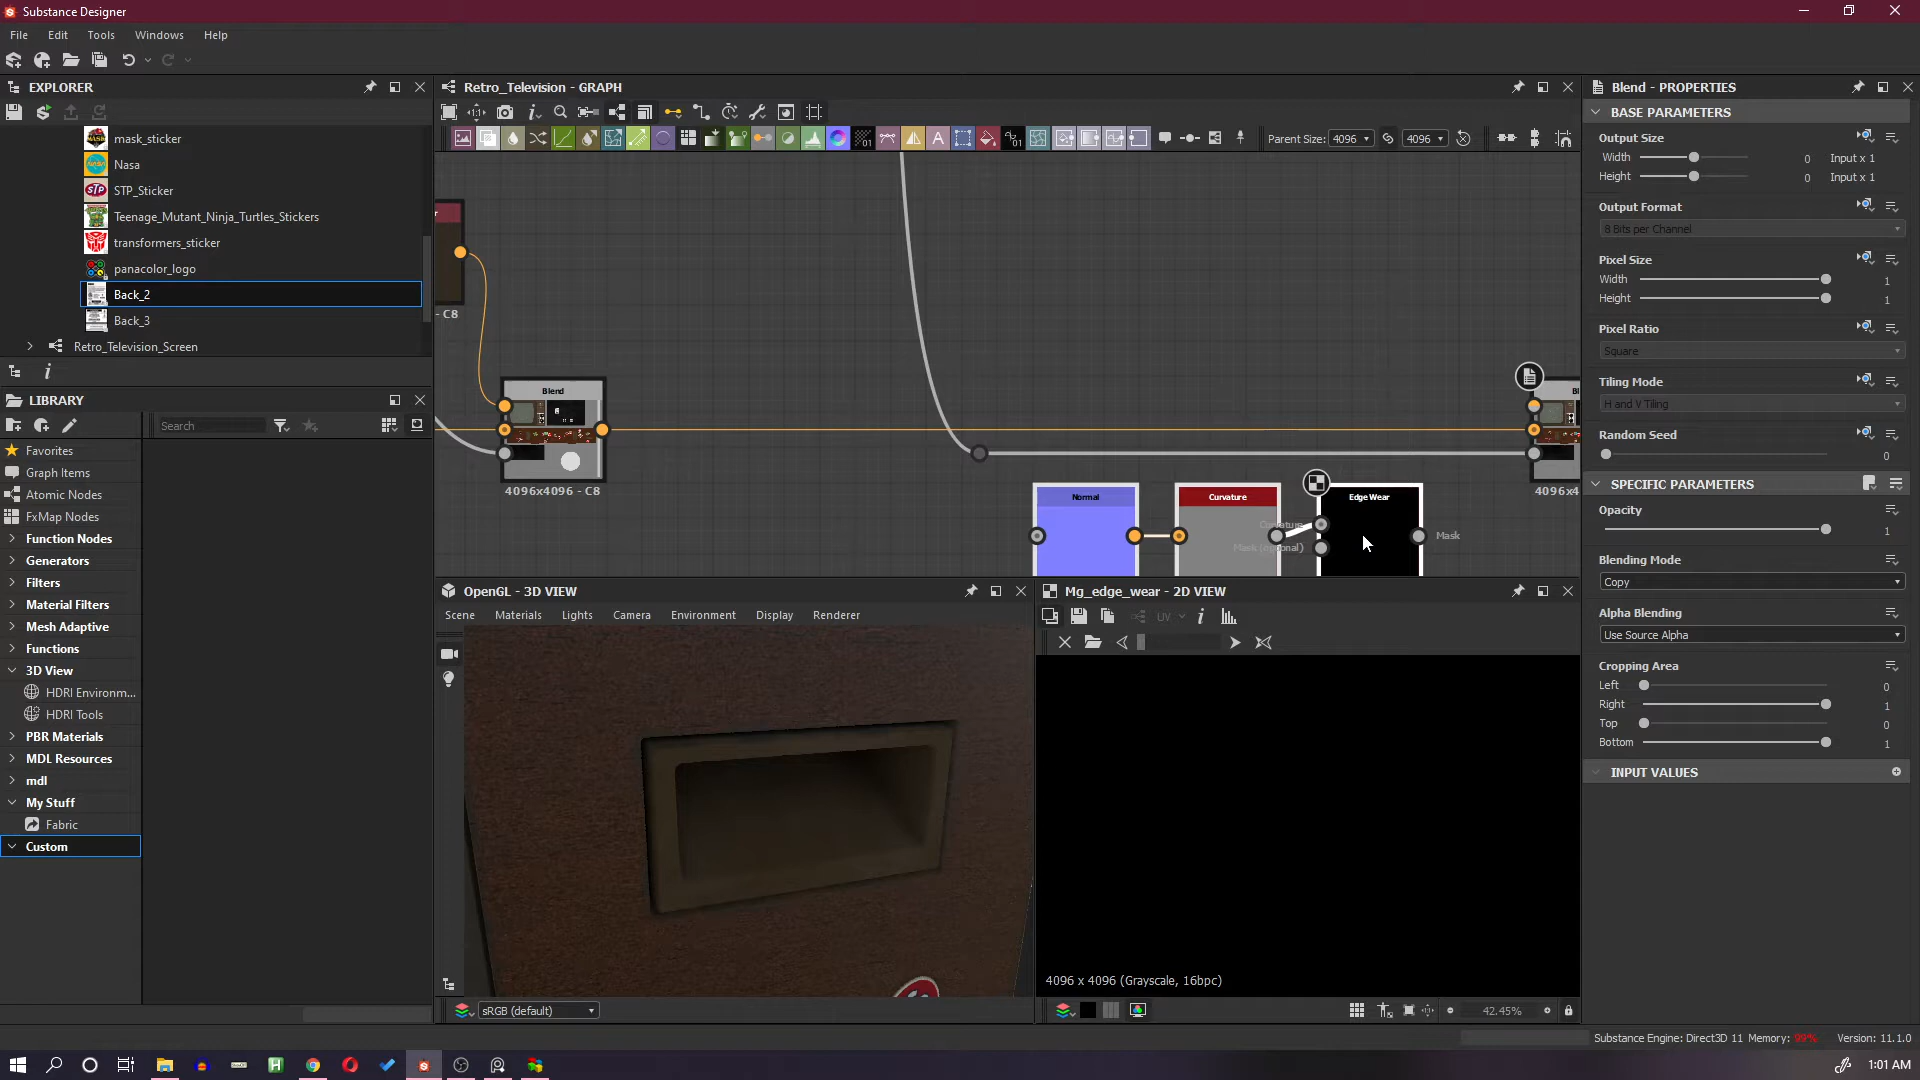 Substance Designer
File Edit Tools Windows Help
EXPLORER
mask_sticker
Nasa
STP_Sticker
Teenage_Mutant_Ninja_Turtles_Stickers
transformers_sticker
panacolor_logo
Back_2
Back_3
Retro_Television_Screen
LIBRARY
Search
Favorites
Graph Items
Atomic Nodes
FxMap Nodes
Function Nodes
Generators
Filters
Material Filters
Mesh Adaptive
Functions
3D View
HDRI Environm...
HDRI Tools
PBR Materials
MDL Resources
mdl
My Stuff
Fabric
Custom
Retro_Television - GRAPH
Parent Size: 4096 4096
- C8
Blend
4096x4096 - C8
Normal
Curvature
Edge Wear
Curvature
Mask (optional)
Mask
4096x4
OpenGL - 3D VIEW
Scene Materials Lights Camera Environment Display Renderer
sRGB (default)
Mg_edge_wear - 2D VIEW
UV
4096 x 4096 (Grayscale, 16bpc)
42.45%
Blend - PROPERTIES
BASE PARAMETERS
Output Size
Width 0 Input x 1
Height 0 Input x 1
Output Format
8 Bits per Channel
Pixel Size
Width 1
Height 1
Pixel Ratio
Square
Tiling Mode
H and V Tiling
Random Seed
0
SPECIFIC PARAMETERS
Opacity
1
Blending Mode
Copy
Alpha Blending
Use Source Alpha
Cropping Area
Left 0
Right 1
Top 0
Bottom 1
INPUT VALUES
Substance Engine: Direct3D 11 Memory: 99% Version: 11.1.0
1:01 AM